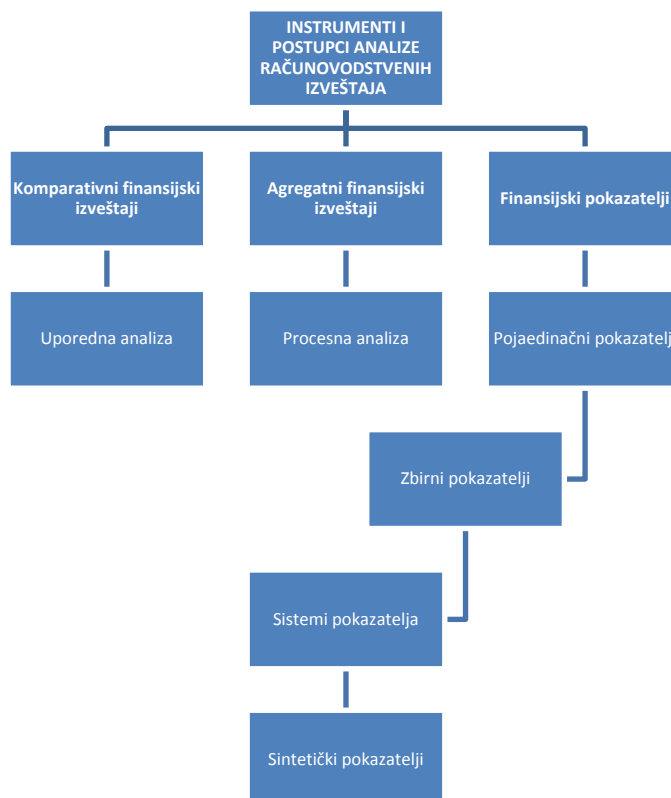 INSTRUMENTI I
POSTUPCI ANALIZE
RAČUNOVODSTVENIH
IZVEŠTAJA
Komparativni finansijski
izveštaji
Agregatni finansijski
izveštaji
Finansijski pokazatelji
Uporedna analiza
Procesna analiza
Pojaedinačni pokazatelj
Zbirni pokazatelji
Sistemi pokazatelja
Sintetički pokazatelji